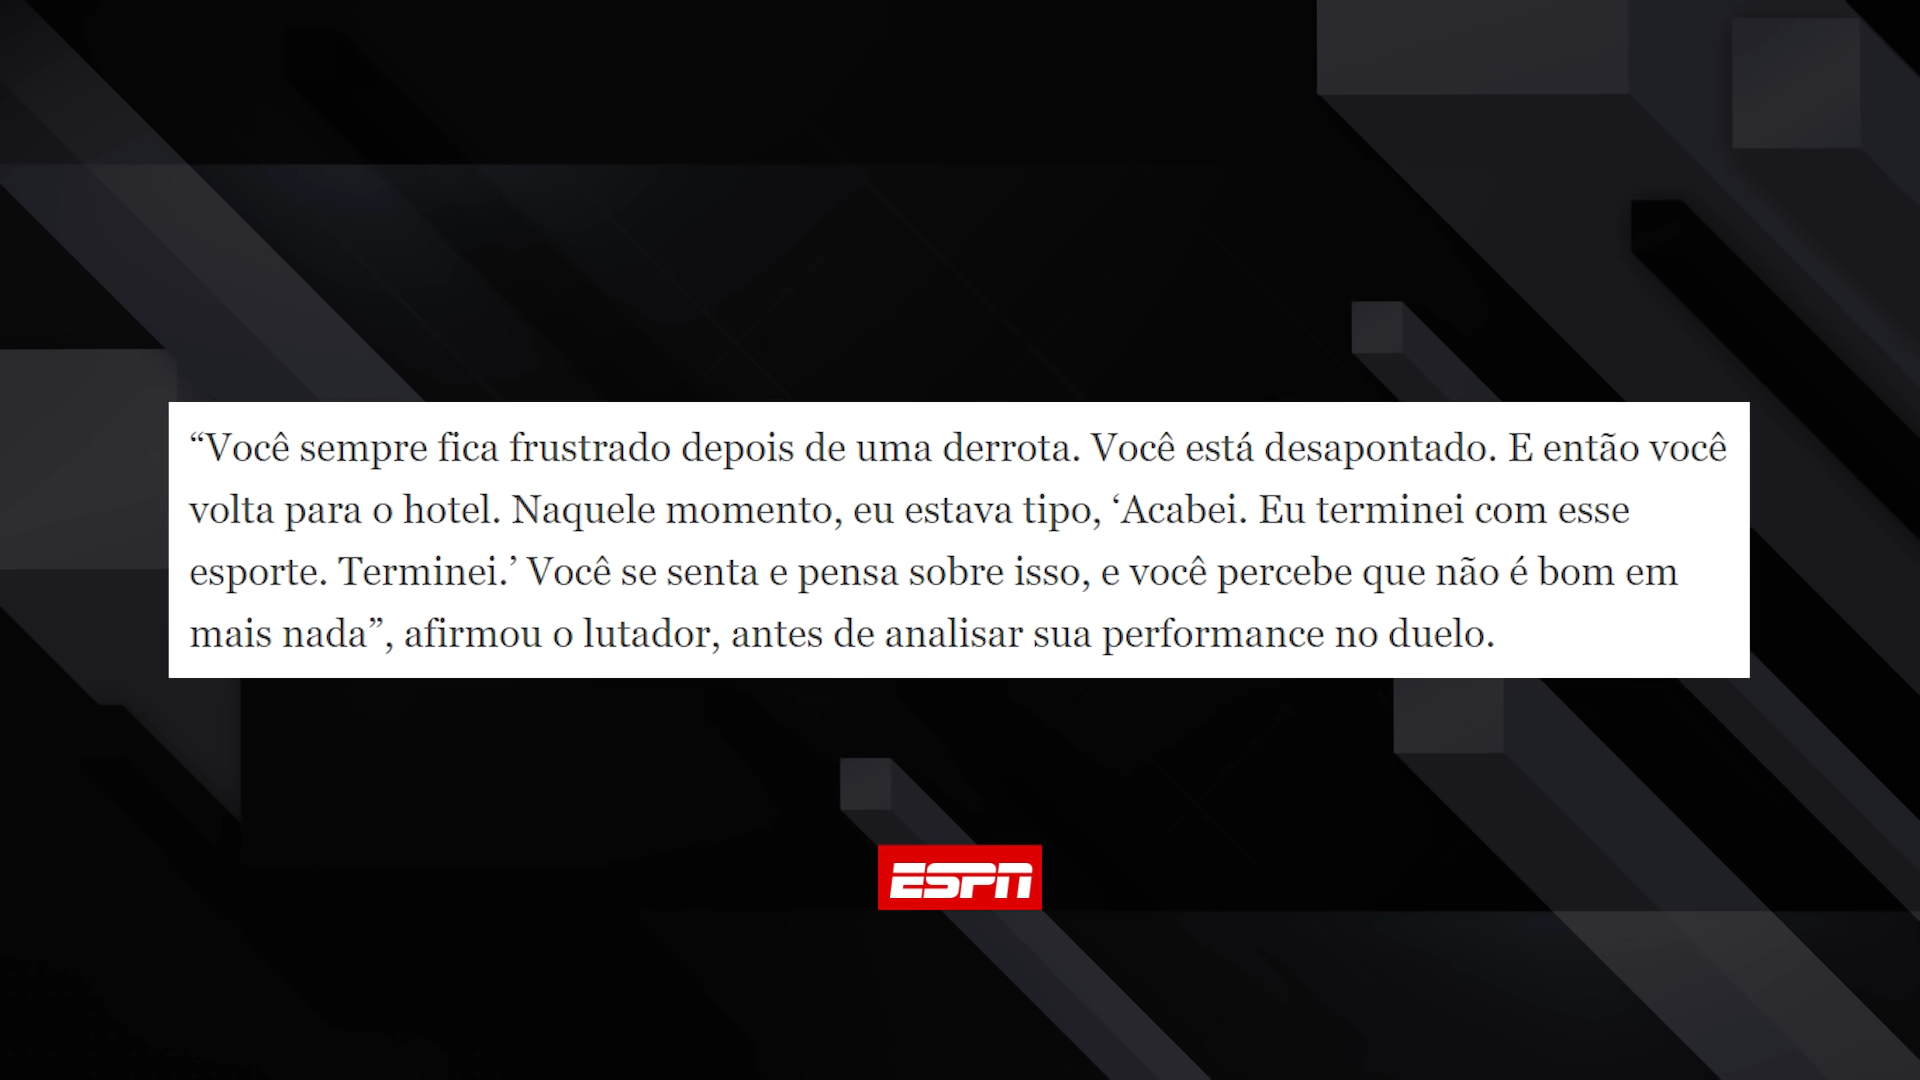 “Você sempre fica frustrado depois de uma derrota. Você está desapontado. E então você
volta para o hotel. Naquele momento, eu estava tipo, ‘Acabei. Eu terminei com esse
esporte. Terminei.’ Você se senta e pensa sobre isso, e você percebe que não é bom em
mais nada”, afirmou o lutador, antes de analisar sua performance no duelo.
ESPN